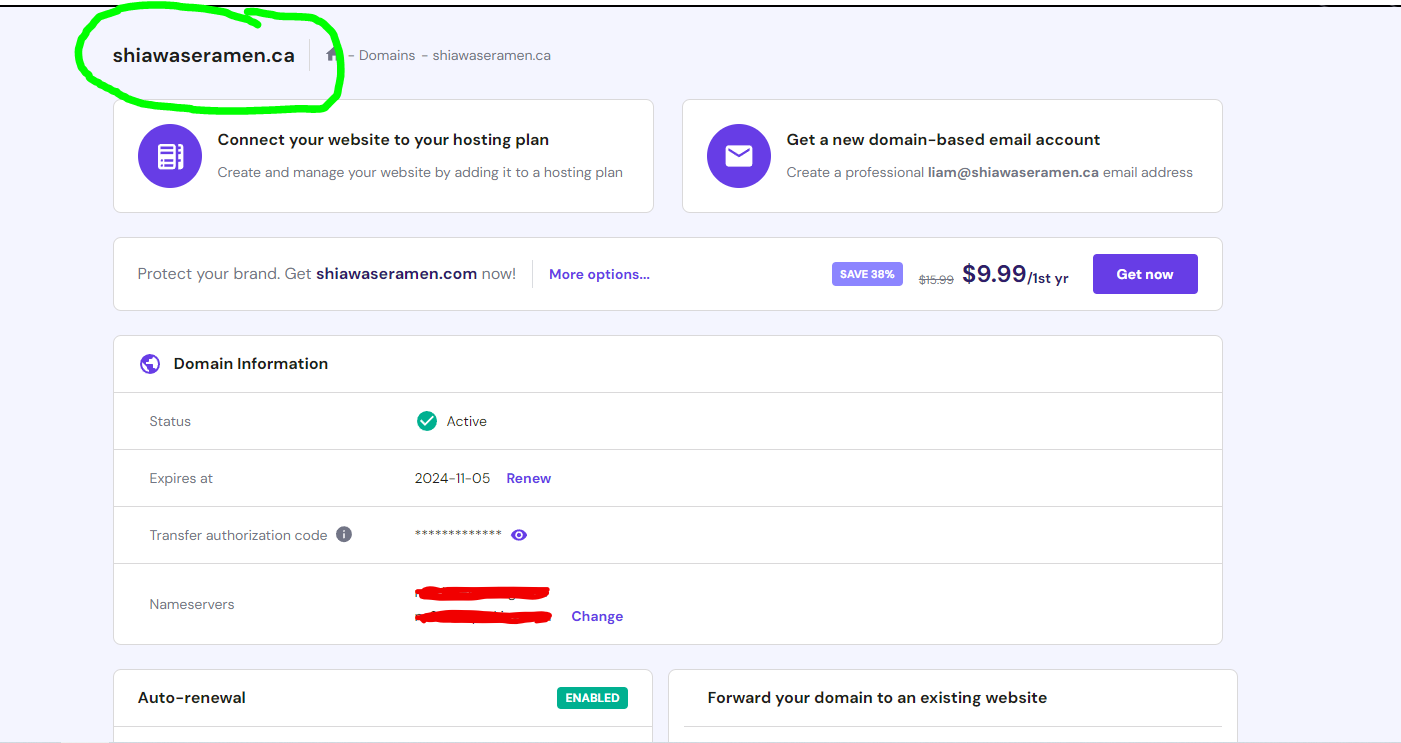 shiawaseramen.ca
- Domains - shiawaseramen.ca
Connect your website to your hosting plan
Create and manage your website by adding it to a hosting plan
Get a new domain-based email account
Create a professional liam@shiawaseramen.ca email address
Protect your brand. Get shiawaseramen.com now!
More options...
SAVE 38%
$15.99
$9.99/1st yr
Get now
Domain Information
Status
Active
Expires at
2024-11-05 Renew
Transfer authorization code
*************
Nameservers
Change
Auto-renewal
ENABLED
Forward your domain to an existing website